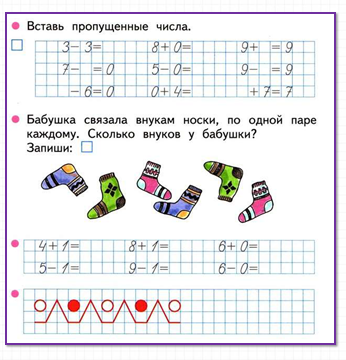 Вставь пропущенные числа.
3-3= 8+0= 9+ =9
7- =0 5-0= 9- =9
-6=0 0+4= +7=7
Бабушка связала внукам носки, по одной паре
каждому. Сколько внуков у бабушки?
Запиши:
4+1= 8+1= 6+0=
5-1= 9-1= 6-0=